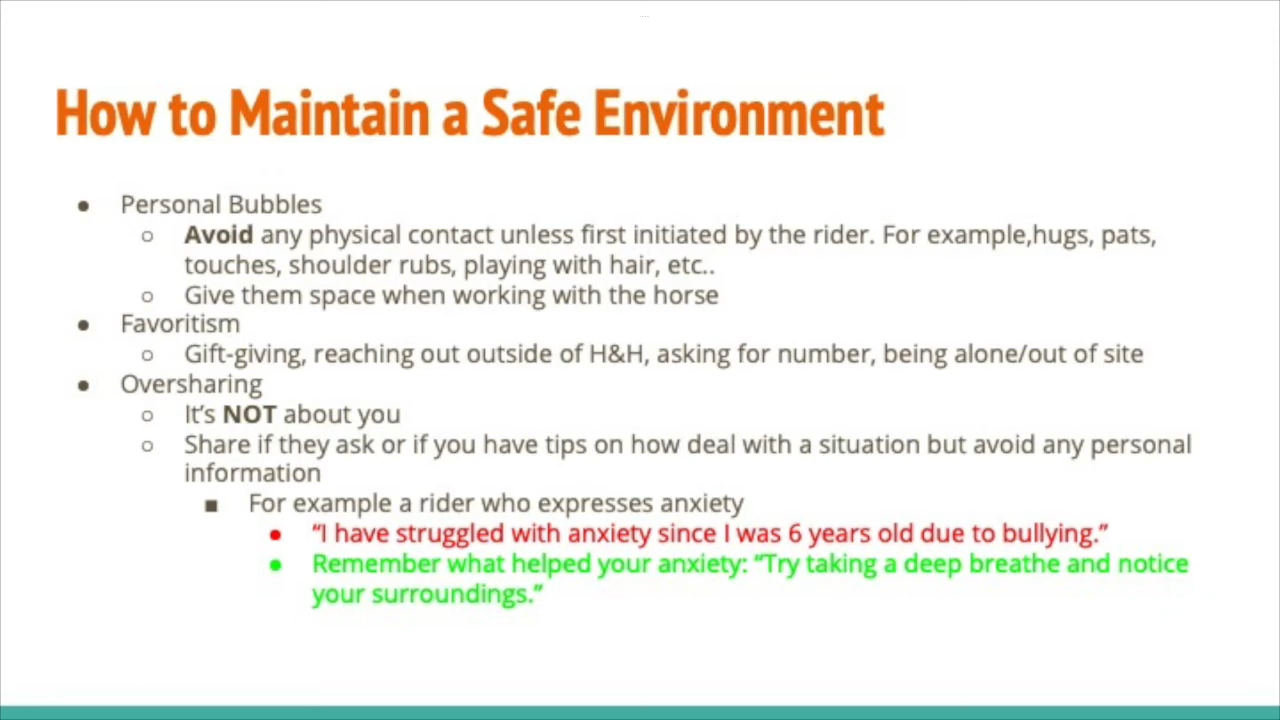 How to Maintain a Safe Environment
● Personal Bubbles
○ Avoid any physical contact unless first initiated by the rider. For example,hugs, pats,
touches, shoulder rubs, playing with hair, etc..
○ Give them space when working with the horse
● Favoritism
○ Gift-giving, reaching out outside of H&H, asking for number, being alone/out of site
● Oversharing
○ It's NOT about you
○ Share if they ask or if you have tips on how deal with a situation but avoid any personal
information
■ For example a rider who expresses anxiety
● “I have struggled with anxiety since I was 6 years old due to bullying.”
● Remember what helped your anxiety: “Try taking a deep breathe and notice
your surroundings.”